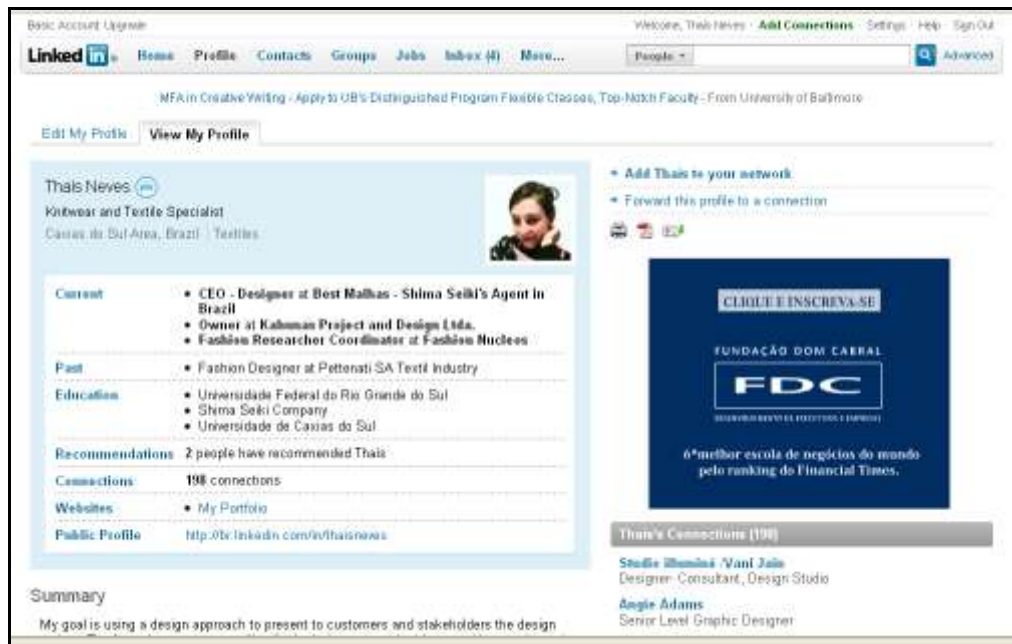 Basic Account Upgrade
Welcome, Thais Neves · Add Connections · Settings · Help · Sign Out
Linked in. Home Profile Contacts Groups Jobs Inbox (4) More... People Advanced
MFA in Creative Writing - Apply to UB's Distinguished Program Flexible Classes, Top-Notch Faculty - From University of Baltimore
Edit My Profile View My Profile
Thais Neves
Knitwear and Textile Specialist
Caxias do Sul Area, Brazil | Textiles
Current
• CEO - Designer at Best Malhas - Shima Seiki's Agent in
Brazil
• Owner at Kahunan Project and Design Ltda.
• Fashion Researcher Coordinator at Fashion Nucleos
Past
• Fashion Designer at Pettenati SA Textil Industry
Education
• Universidade Federal do Rio Grande do Sul
• Shima Seiki Company
• Universidade de Caxias do Sul
Recommendations 2 people have recommended Thais
Connections 198 connections
Websites • My Portfolio
Public Profile http://br.linkedin.com/in/thaisneves
Summary
My goal is using a design approach to present to customers and stakeholders the design
Add Thais to your network
Forward this profile to a connection
CLIQUE E INSCREVA-SE
FUNDAÇÃO DOM CABRAL
FDC
6ª melhor escola de negócios do mundo
pelo ranking do Financial Times.
Thais's Connections (198)
Studio illuminé /Vani Jain
Designer- Consultant, Design Studio
Angie Adams
Senior Level Graphic Designer